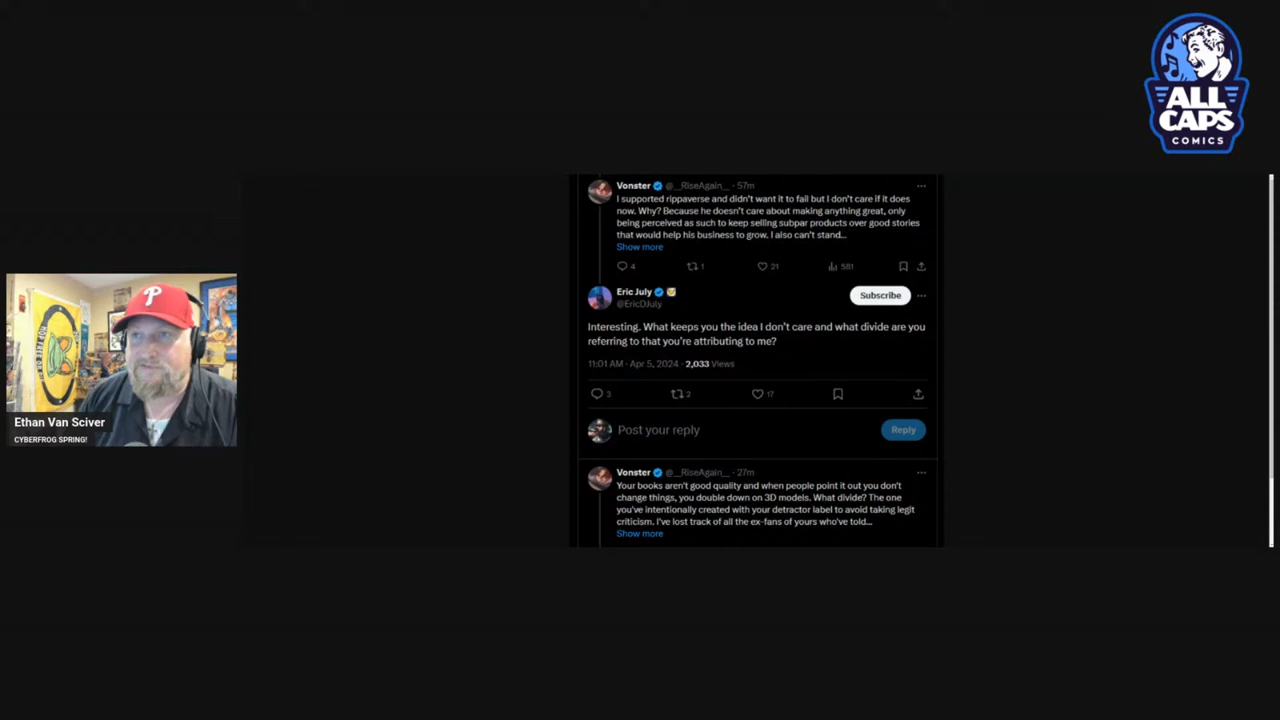 ALL
CAPS
COMICS
Vonster @__RiseAgain__ · 57m
I supported rippaverse and didn't want it to fail but I don't care if it does
now. Why? Because he doesn't care about making anything great, only
being perceived as such to keep selling subpar products over good stories
that would help his business to grow. I also can't stand...
Show more
4 1 21 581
Eric July
@EricDJuly
Subscribe
Interesting. What keeps you the idea I don't care and what divide are you
referring to that you're attributing to me?
11:01 AM · Apr 5, 2024 · 2,033 Views
3 2 17
Post your reply
Reply
Vonster @__RiseAgain__ · 27m
Your books aren't good quality and when people point it out you don't
change things, you double down on 3D models. What divide? The one
you've intentionally created with your detractor label to avoid taking legit
criticism. I've lost track of all the ex-fans of yours who've told...
Show more
P
Ethan Van Sciver
CYBERFROG SPRING!